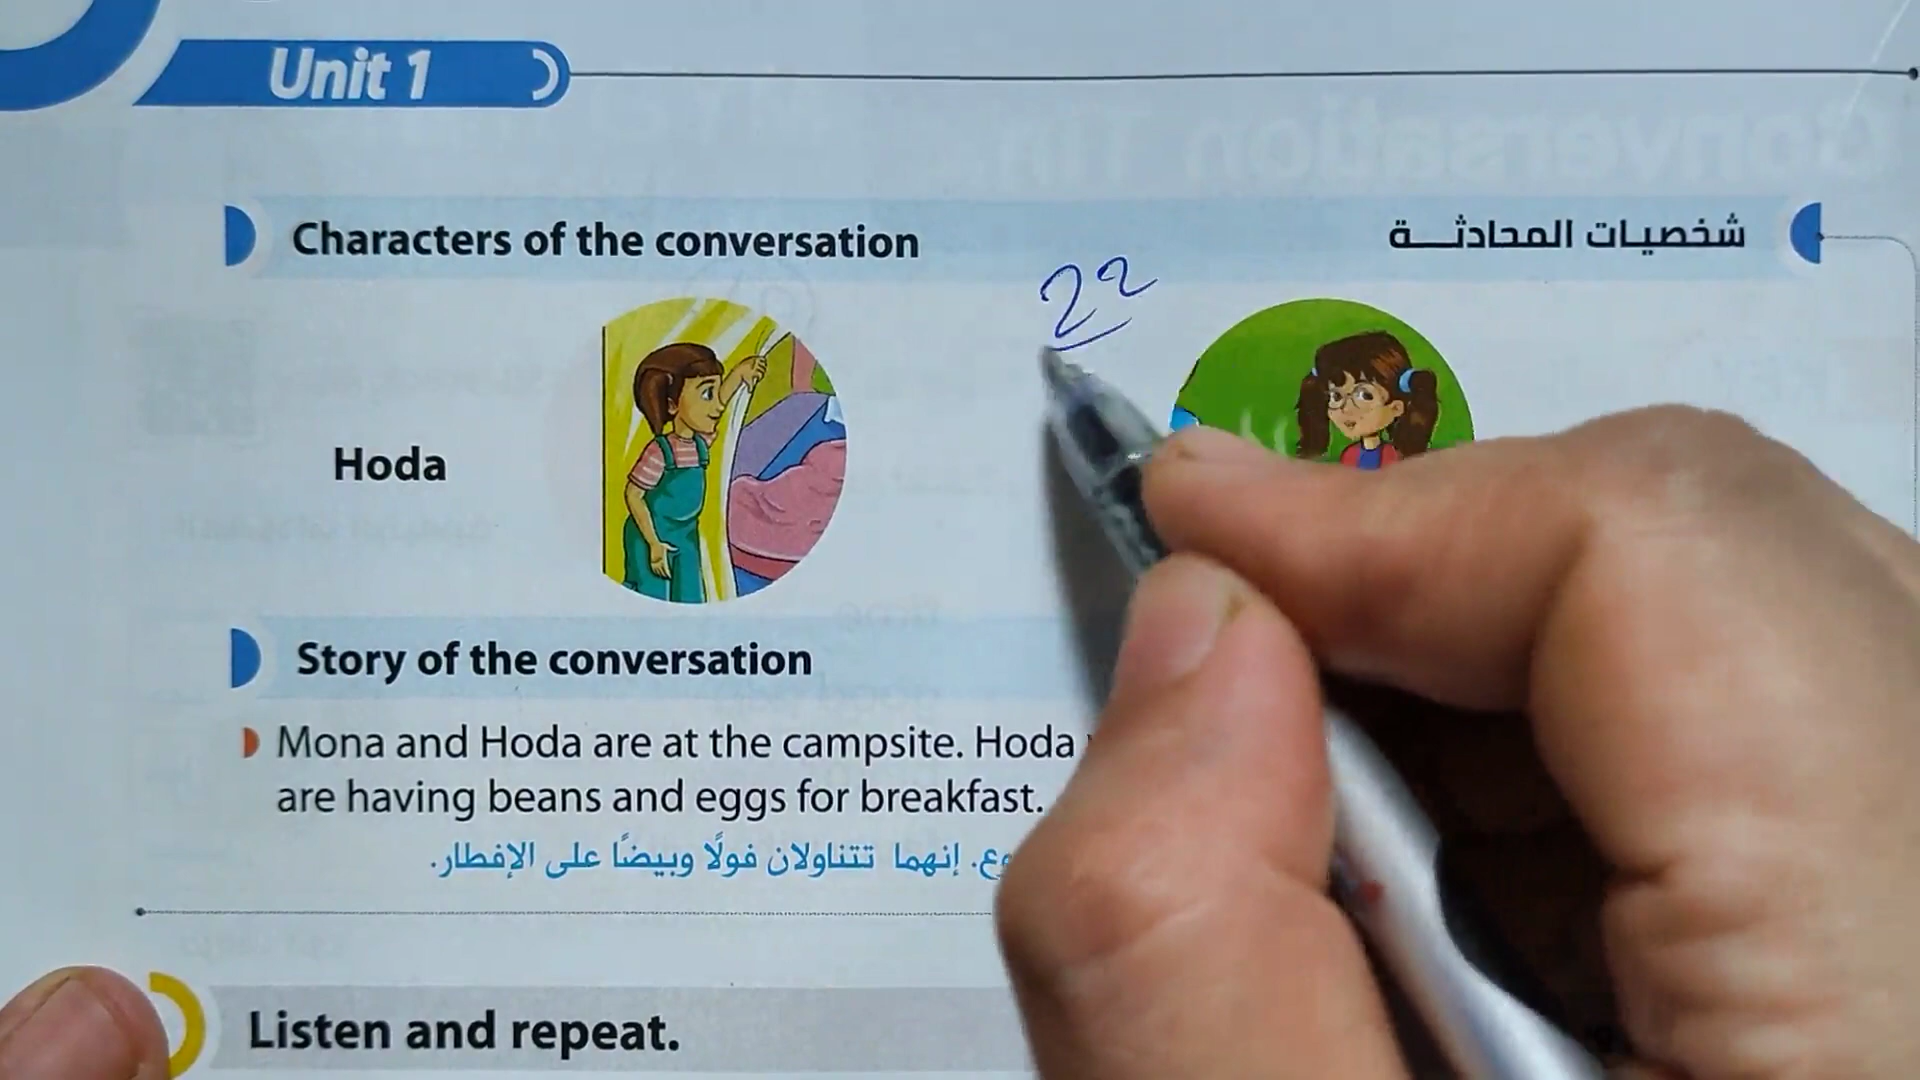 Unit 1
Characters of the conversation
شخصيات المحادثة
22
Hoda
Story of the conversation
Mona and Hoda are at the campsite. Hoda
are having beans and eggs for breakfast.
إنهما تتناولان فولًا وبيضًا على الإفطار.
Listen and repeat.